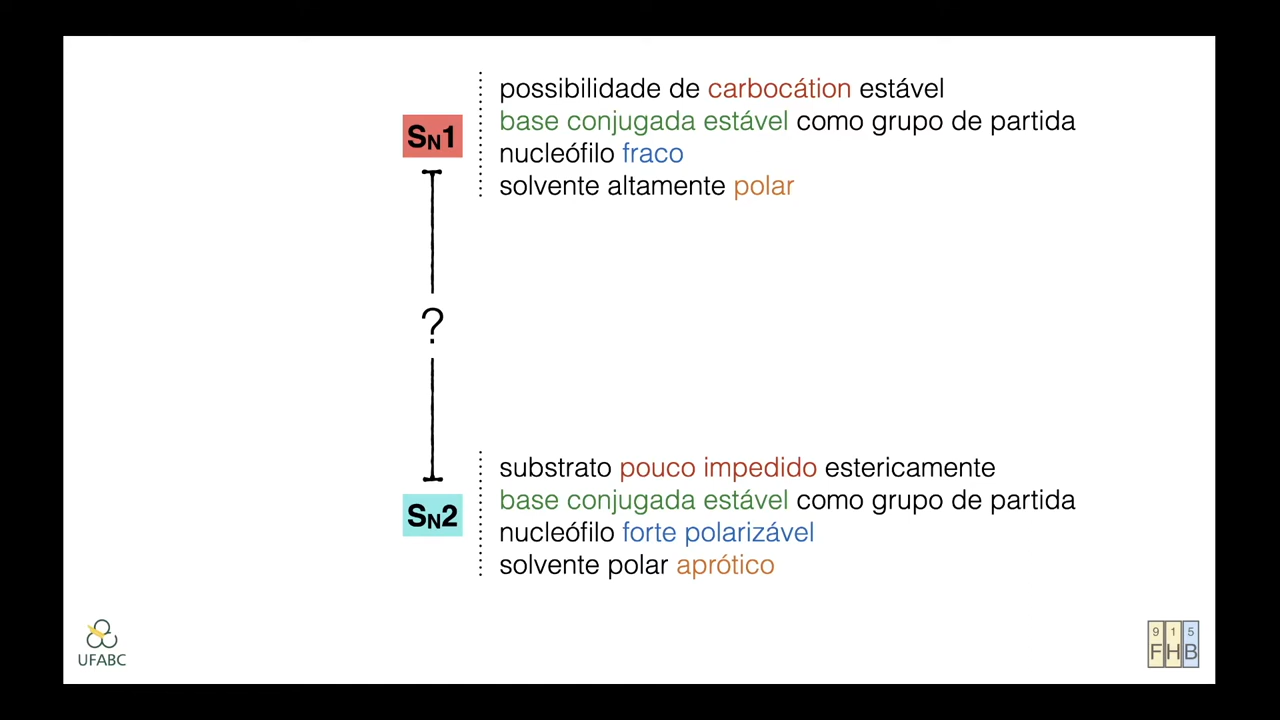 possibilidade de carbocátion estável
base conjugada estável como grupo de partida
SN1
nucleófilo fraco
solvente altamente polar
?
substrato pouco impedido estericamente
base conjugada estável como grupo de partida
SN2
nucleófilo forte polarizável
solvente polar aprótico
UFABC
9 1 5
F H B